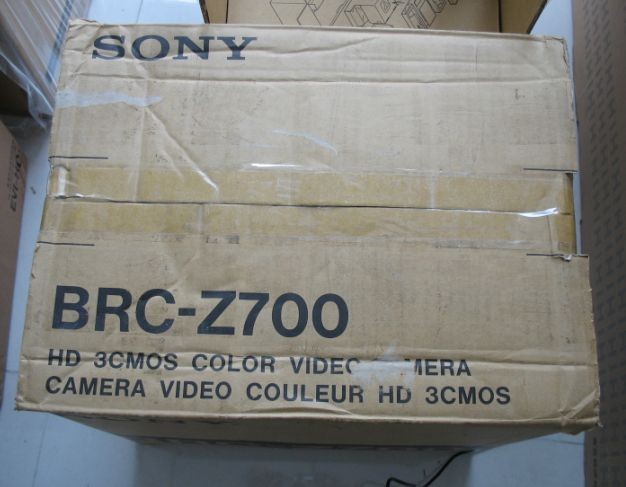 SONY
BRC-Z700
HD 3CMOS COLOR VIDEO
CAMERA VIDEO COULEUR HD 3CMOS